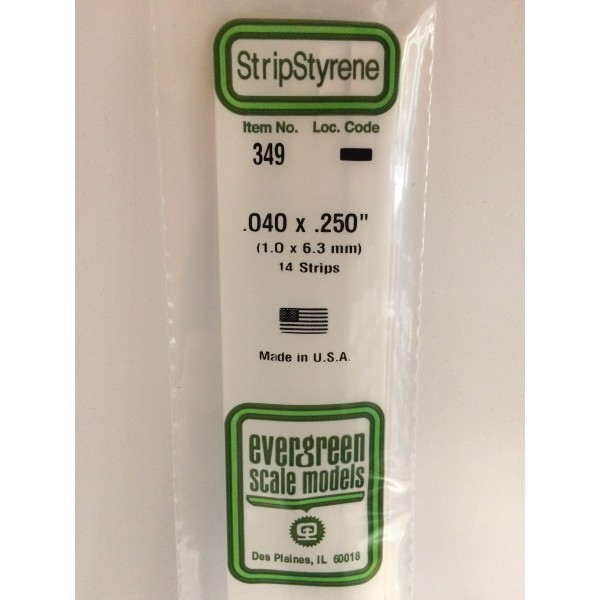 StripStyrene
Item No. Loc. Code
349
.040 x .250"
(1.0 x 6.3 mm)
14 Strips
Made in U.S.A.
evergreen
scale models
Des Plaines, IL 60018